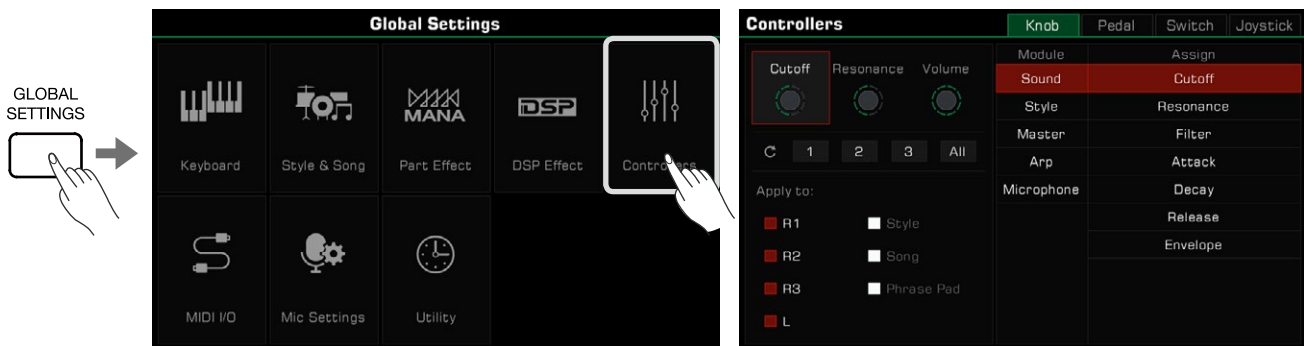 GLOBAL
SETTINGS
Global Settings
Keyboard
Style & Song
MANA
Part Effect
DSP
DSP Effect
Controllers
MIDI I/O
Mic Settings
Utility
Controllers
Knob Pedal Switch Joystick
Cutoff Resonance Volume
1 2 3 All
Apply to:
R1 Style
R2 Song
R3 Phrase Pad
L
Module Assign
Sound Cutoff
Style Resonance
Master Filter
Arp Attack
Microphone Decay
Release
Envelope